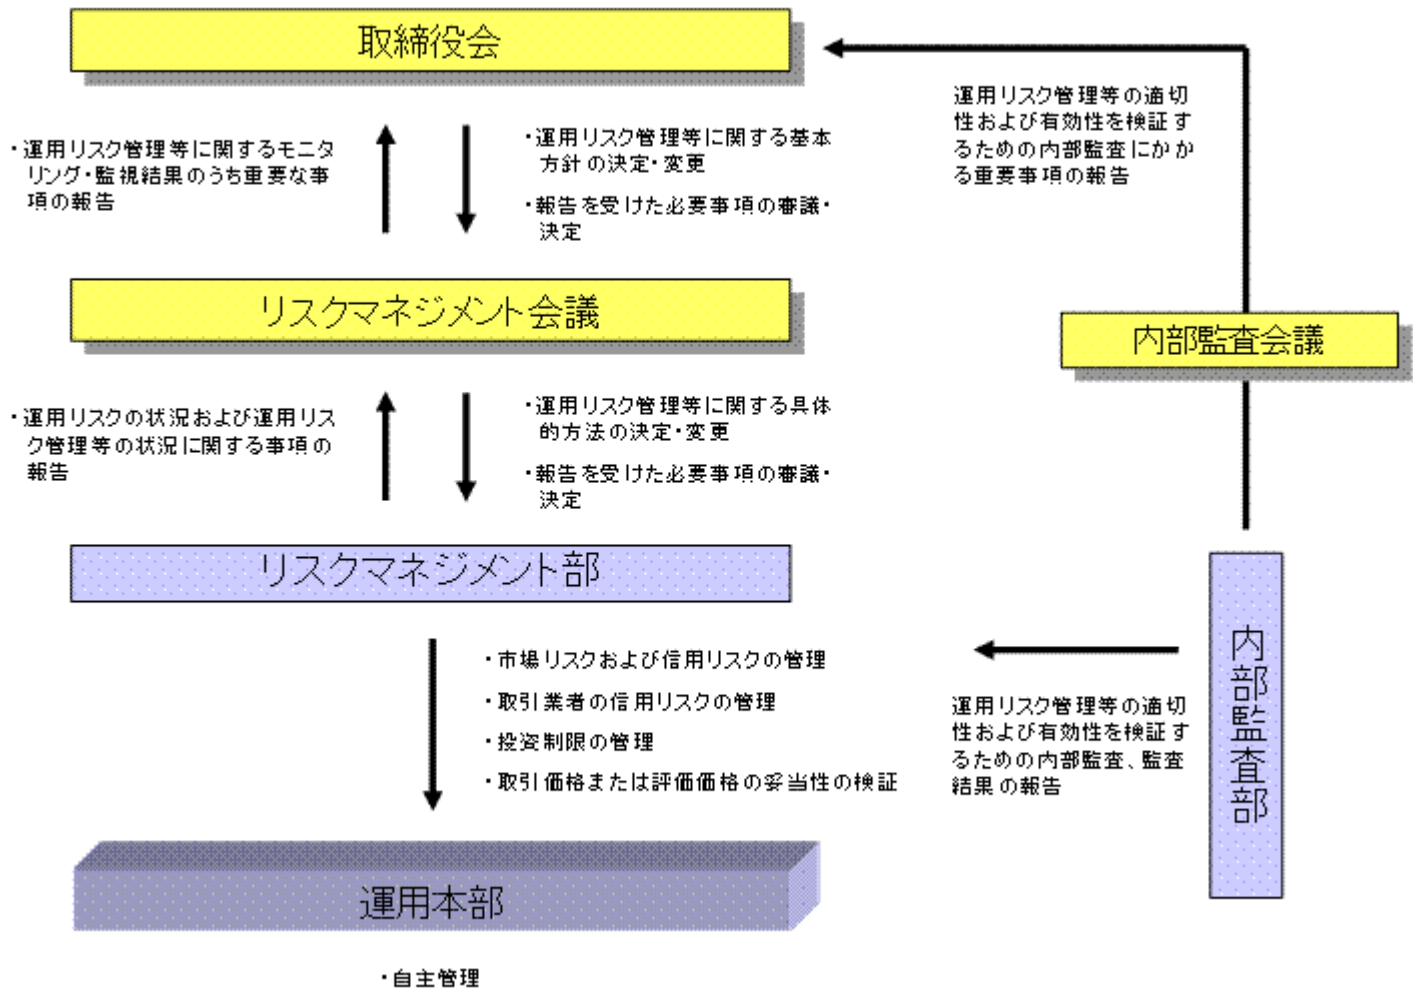 取締役会
・運用リスク管理等に関するモニタ
リング・監視結果のうち重要な事
項の報告
・運用リスク管理等に関する基本
方針の決定・変更
・報告を受けた必要事項の審議・
決定
運用リスク管理等の適切
性および有効性を検証す
るための内部監査にかか
る重要事項の報告
リスクマネジメント会議
内部監査会議
・運用リスクの状況および運用リス
ク管理等の状況に関する事項の
報告
・運用リスク管理等に関する具体
的方法の決定・変更
・報告を受けた必要事項の審議・
決定
リスクマネジメント部
・市場リスクおよび信用リスクの管理
・取引業者の信用リスクの管理
・投資制限の管理
・取引価格または評価価格の妥当性の検証
運用リスク管理等の適切
性および有効性を検証す
るための内部監査、監査
結果の報告
内部監査部
運用本部
・自主管理